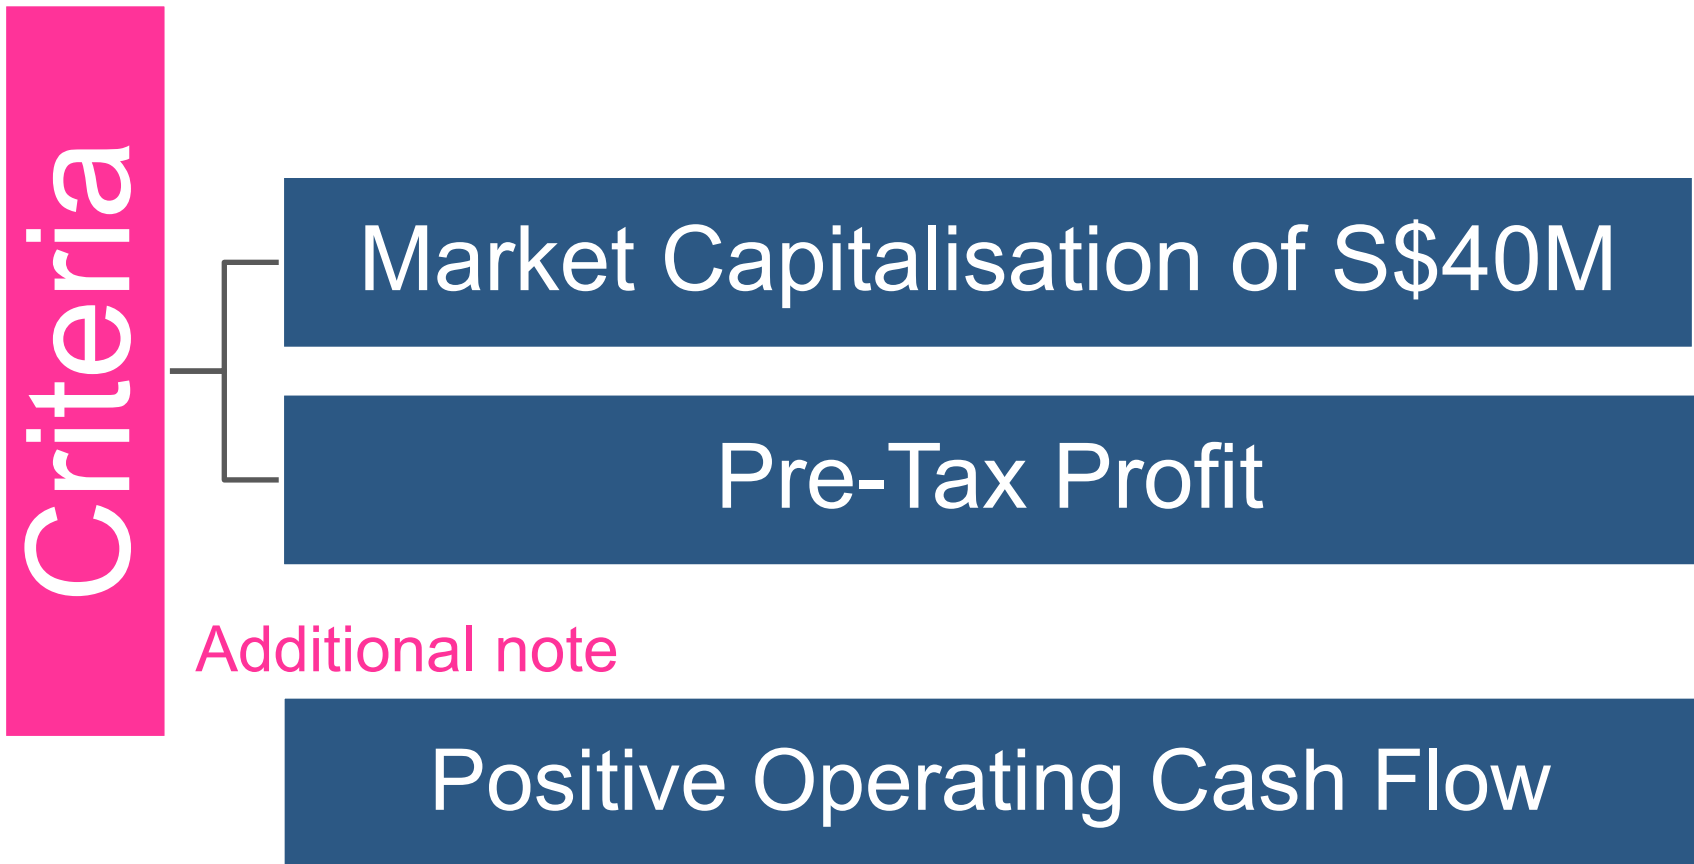 Criteria
Market Capitalisation of S$40M
Pre-Tax Profit
Additional note
Positive Operating Cash Flow